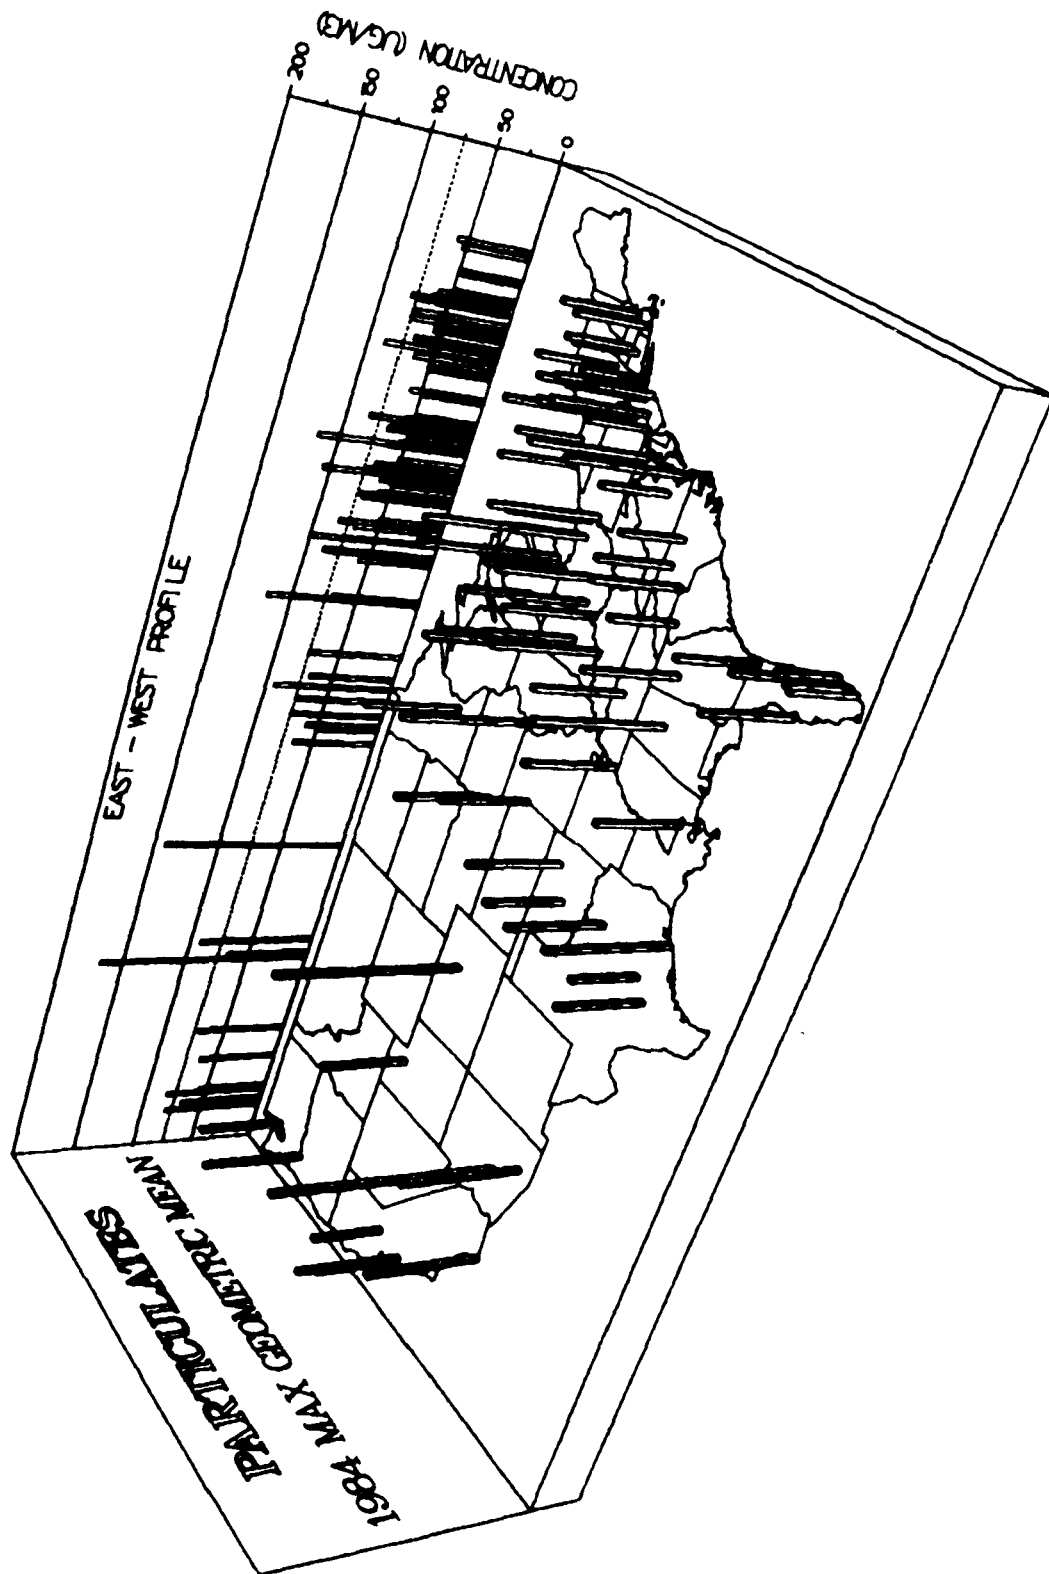 PARTICULATES
1984 MAX GEOMETRIC MEAN
EAST - WEST PROFILE
CONCENTRATION (UG/M3)
200
150
100
50
0